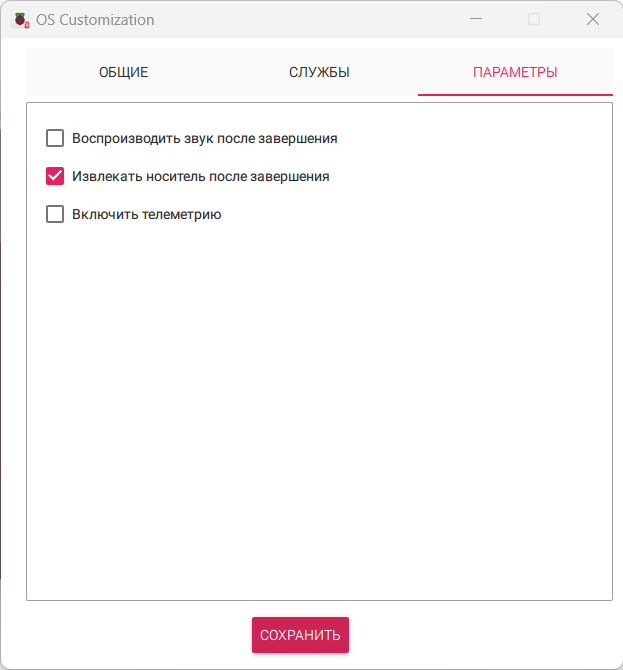 OS Customization
ОБЩИЕ СЛУЖБЫ ПАРАМЕТРЫ
Воспроизводить звук после завершения
Извлекать носитель после завершения
Включить телеметрию
СОХРАНИТЬ